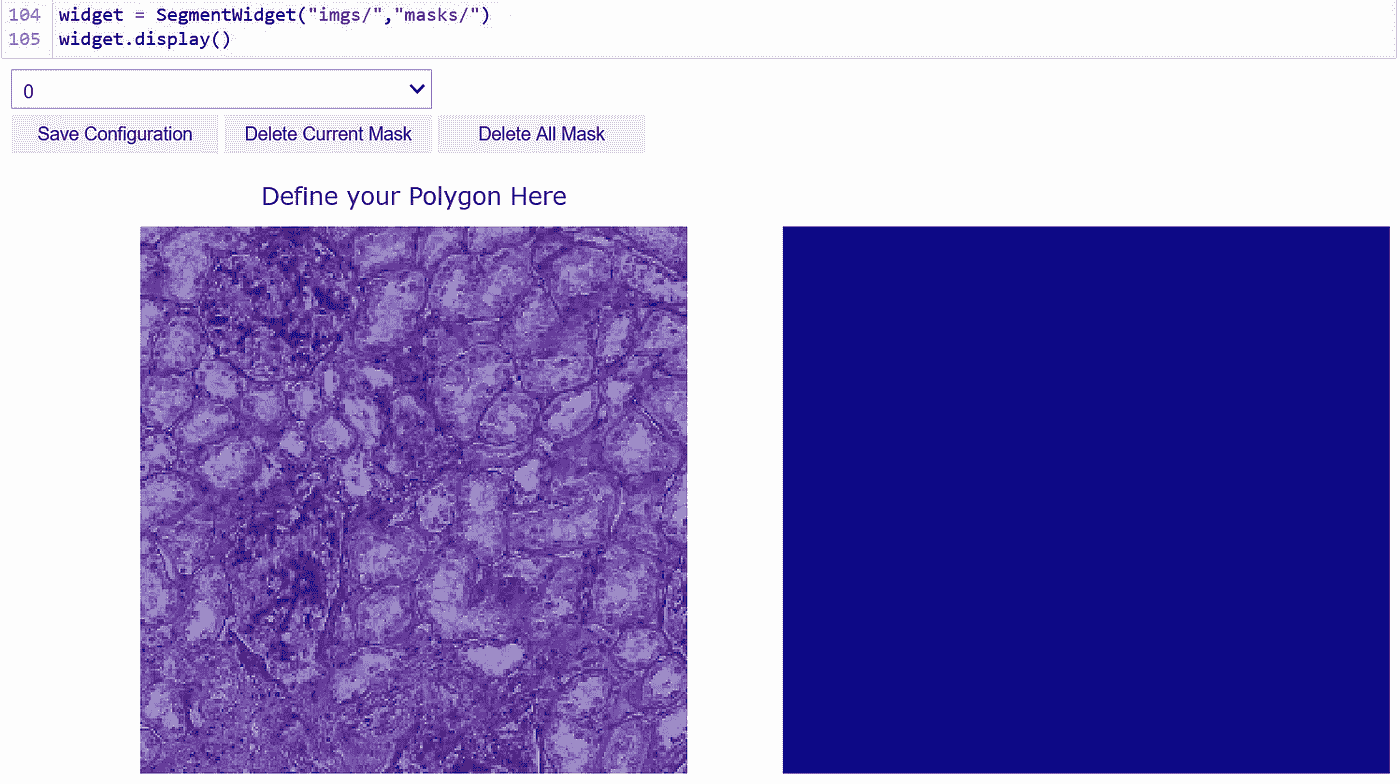 104 widget = SegmentWidget("imgs/","masks/")
105 widget.display()
0
Save Configuration Delete Current Mask Delete All Mask
Define your Polygon Here